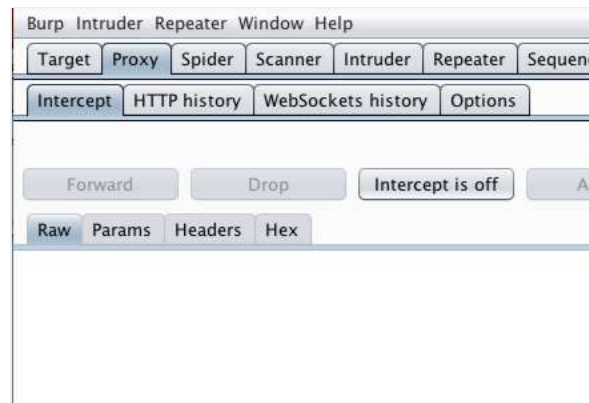 Burp Intruder Repeater Window Help
Target Proxy Spider Scanner Intruder Repeater
Intercept HTTP history WebSockets history Options
Forward Drop Intercept is off
Raw Params Headers Hex